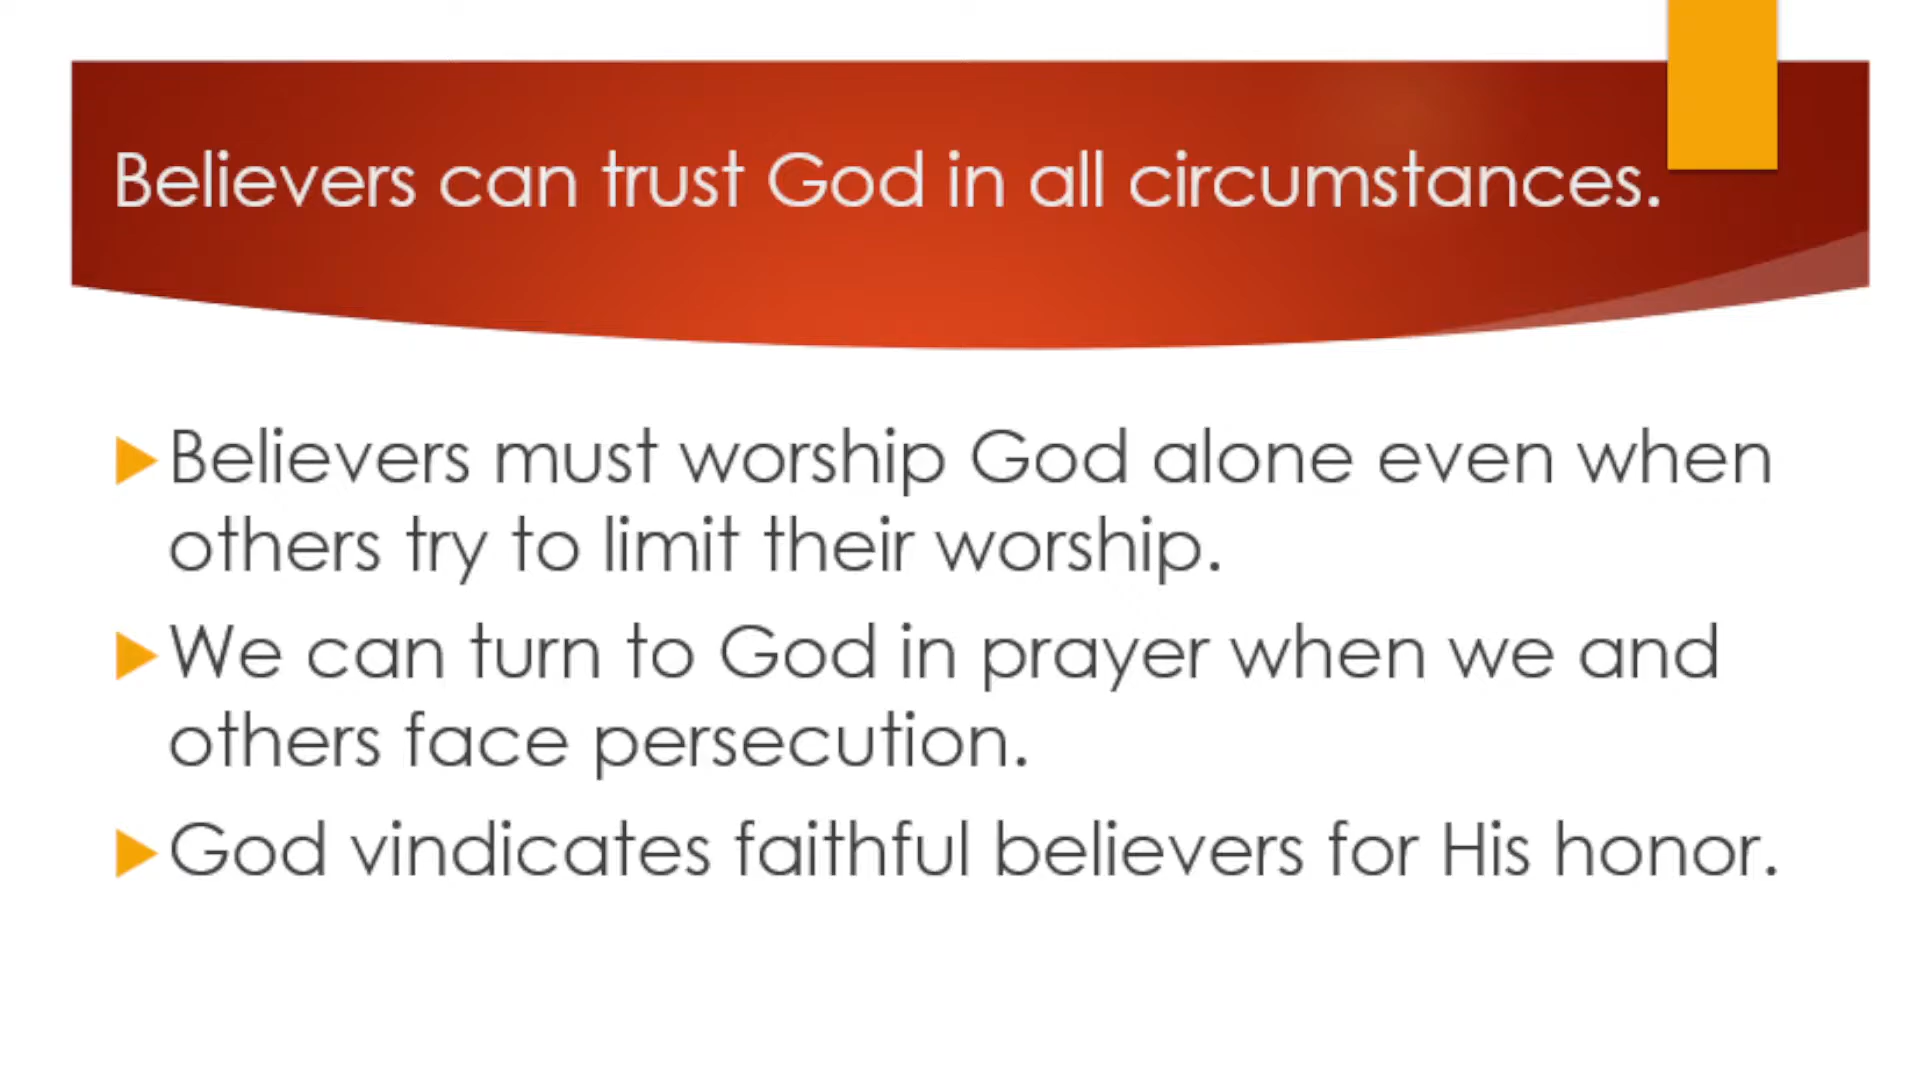 Believers can trust God in all circumstances.
Believers must worship God alone even when
others try to limit their worship.
We can turn to God in prayer when we and
others face persecution.
God vindicates faithful believers for His honor.